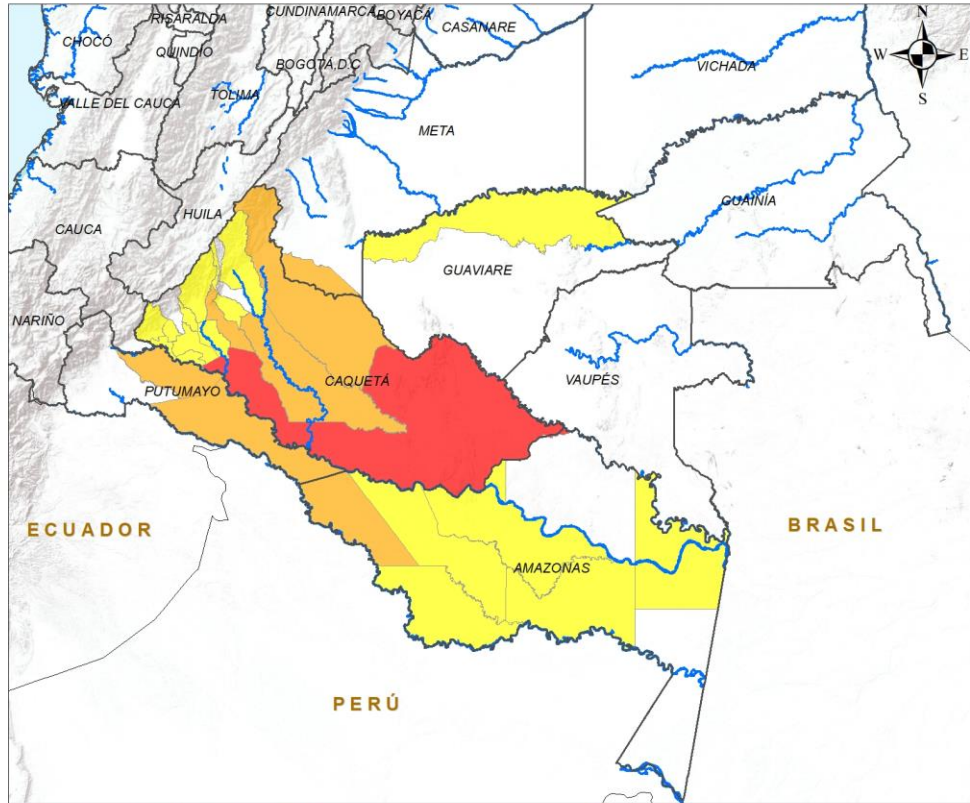 CUNDINAMARCA
BOYACÁ
RISARALDA
CASANARE
N
CHOCÓ
QUINDIO
BOGOTÁ,D.C
VICHADA
W
E
TOLIMA
VALLE DEL CAUCA
S
META
GUAINÍA
HUILA
CAUCA
GUAVIARE
NARIÑO
CAQUETÁ
VAUPÉS
PUTUMAYO
ECUADOR
BRASIL
AMAZONAS
PERÚ